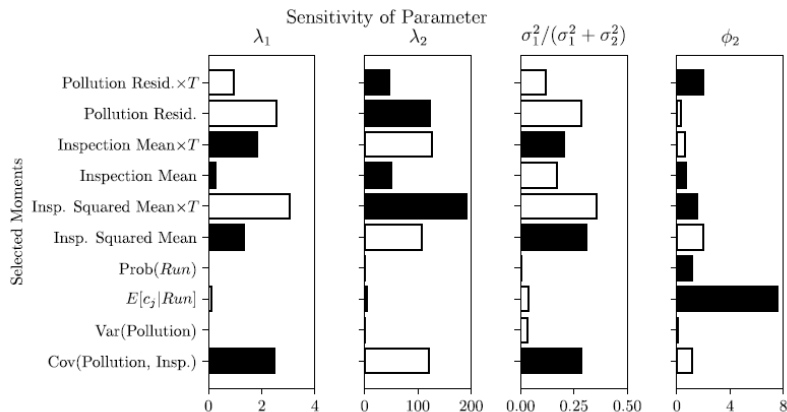 Sensitivity of Parameter
λ₁ λ₂ σ₁²/(σ₁² + σ₂²) ϕ₂
Selected Moments
Pollution Resid.×T
Pollution Resid.
Inspection Mean×T
Inspection Mean
Insp. Squared Mean×T
Insp. Squared Mean
Prob(Run)
E[cⱼ|Run]
Var(Pollution)
Cov(Pollution, Insp.)
0 2 4 0 100 200 0.00 0.25 0.50 0 4 8